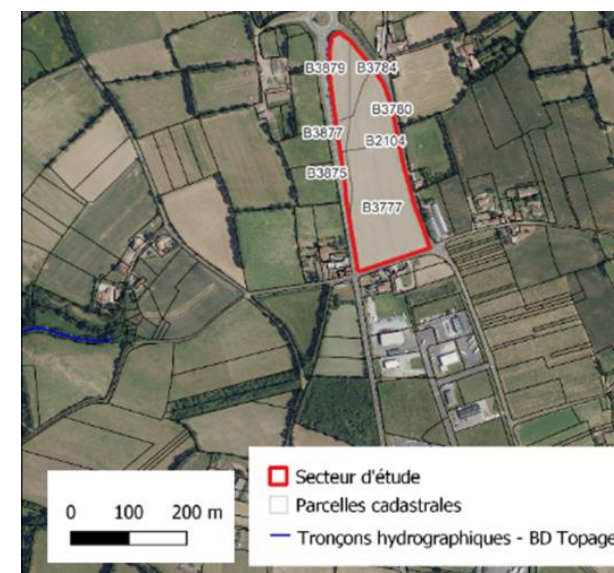 B3879 B3784
B3780
B3877
B2104
B3875
B3777
0 100 200 m
Secteur d'étude
Parcelles cadastrales
Tronçons hydrographiques - BD Topage